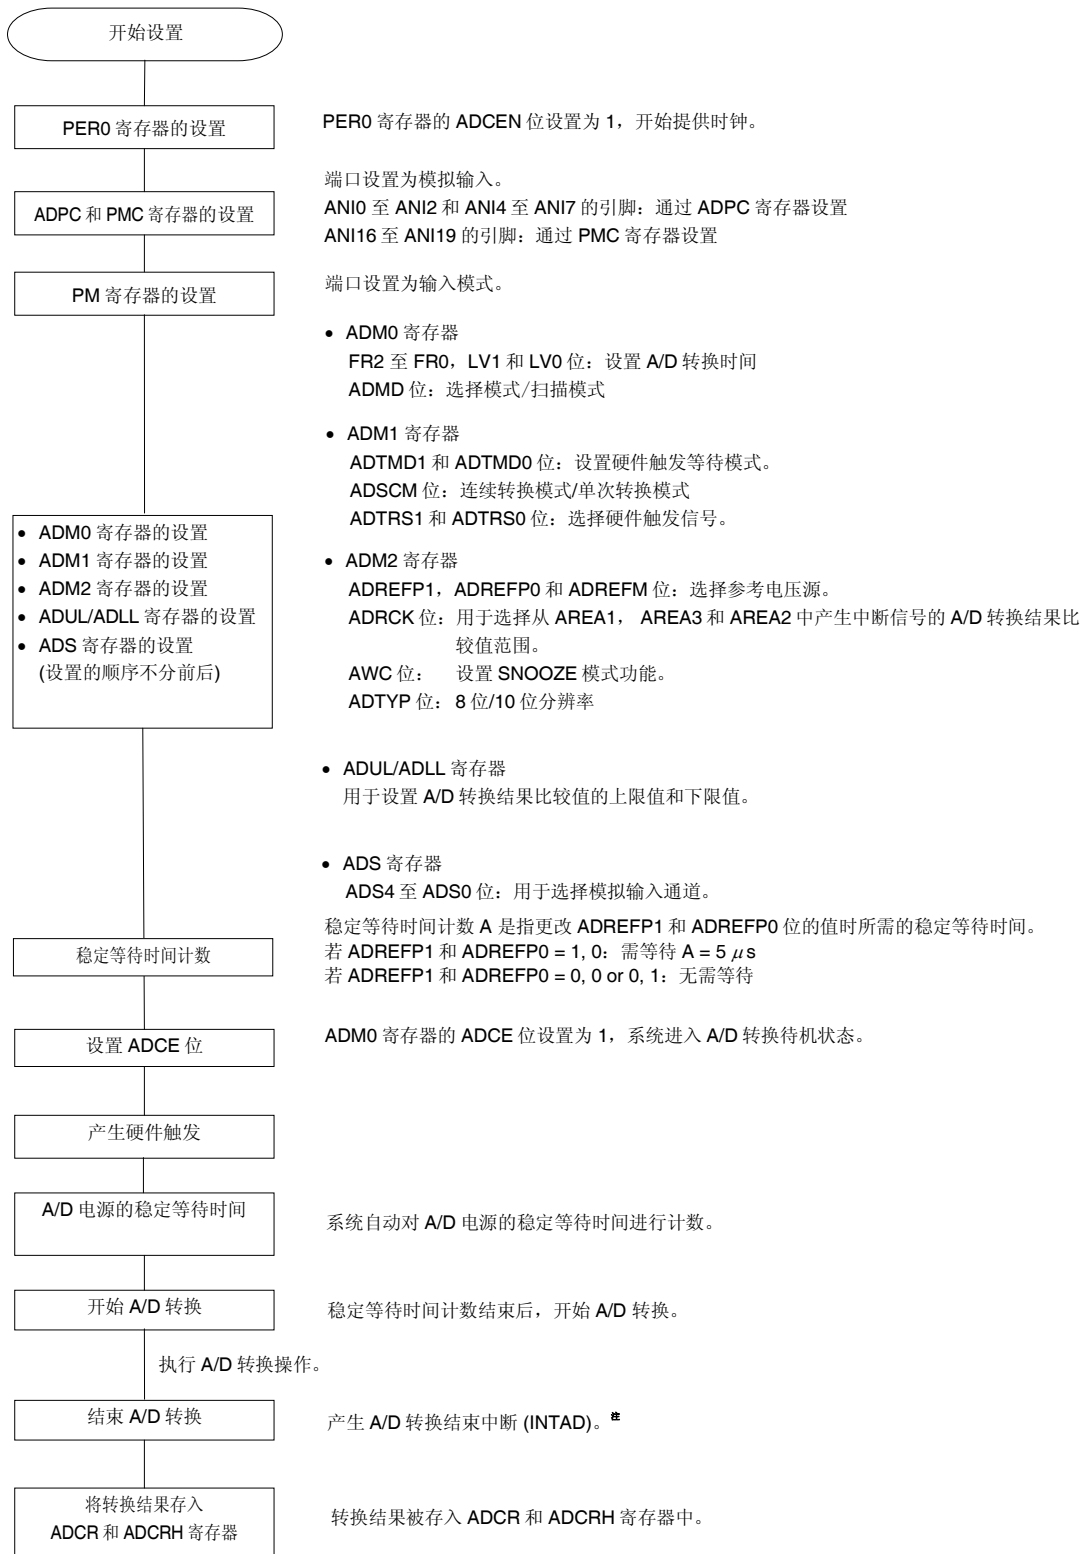 开始设置
PER0 寄存器的设置
PER0 寄存器的 ADCEN 位设置为 1，开始提供时钟。
ADPC 和 PMC 寄存器的设置
端口设置为模拟输入。
ANI0 至 ANI2 和 ANI4 至 ANI7 的引脚：通过 ADPC 寄存器设置
ANI16 至 ANI19 的引脚：通过 PMC 寄存器设置
PM 寄存器的设置
端口设置为输入模式。
• ADM0 寄存器的设置
• ADM1 寄存器的设置
• ADM2 寄存器的设置
• ADUL/ADLL 寄存器的设置
• ADS 寄存器的设置
(设置的顺序不分前后)
• ADM0 寄存器
FR2 至 FR0，LV1 和 LV0 位：设置 A/D 转换时间
ADMD 位：选择模式/扫描模式
• ADM1 寄存器
ADTMD1 和 ADTMD0 位：设置硬件触发等待模式。
ADSCM 位：连续转换模式/单次转换模式
ADTRS1 和 ADTRS0 位：选择硬件触发信号。
• ADM2 寄存器
ADREFP1，ADREFP0 和 ADREFM 位：选择参考电压源。
ADRCK 位：用于选择从 AREA1， AREA3 和 AREA2 中产生中断信号的 A/D 转换结果比
较值范围。
AWC 位： 设置 SNOOZE 模式功能。
ADTYP 位：8 位/10 位分辨率
• ADUL/ADLL 寄存器
用于设置 A/D 转换结果比较值的上限值和下限值。
• ADS 寄存器
ADS4 至 ADS0 位：用于选择模拟输入通道。
稳定等待时间计数
稳定等待时间计数 A 是指更改 ADREFP1 和 ADREFP0 位的值时所需的稳定等待时间。
若 ADREFP1 和 ADREFP0 = 1, 0：需等待 A = 5 μs
若 ADREFP1 和 ADREFP0 = 0, 0 or 0, 1：无需等待
设置 ADCE 位
ADM0 寄存器的 ADCE 位设置为 1，系统进入 A/D 转换待机状态。
产生硬件触发
A/D 电源的稳定等待时间
系统自动对 A/D 电源的稳定等待时间进行计数。
开始 A/D 转换
稳定等待时间计数结束后，开始 A/D 转换。
执行 A/D 转换操作。
结束 A/D 转换
产生 A/D 转换结束中断 (INTAD)。注
将转换结果存入
ADCR 和 ADCRH 寄存器
转换结果被存入 ADCR 和 ADCRH 寄存器中。